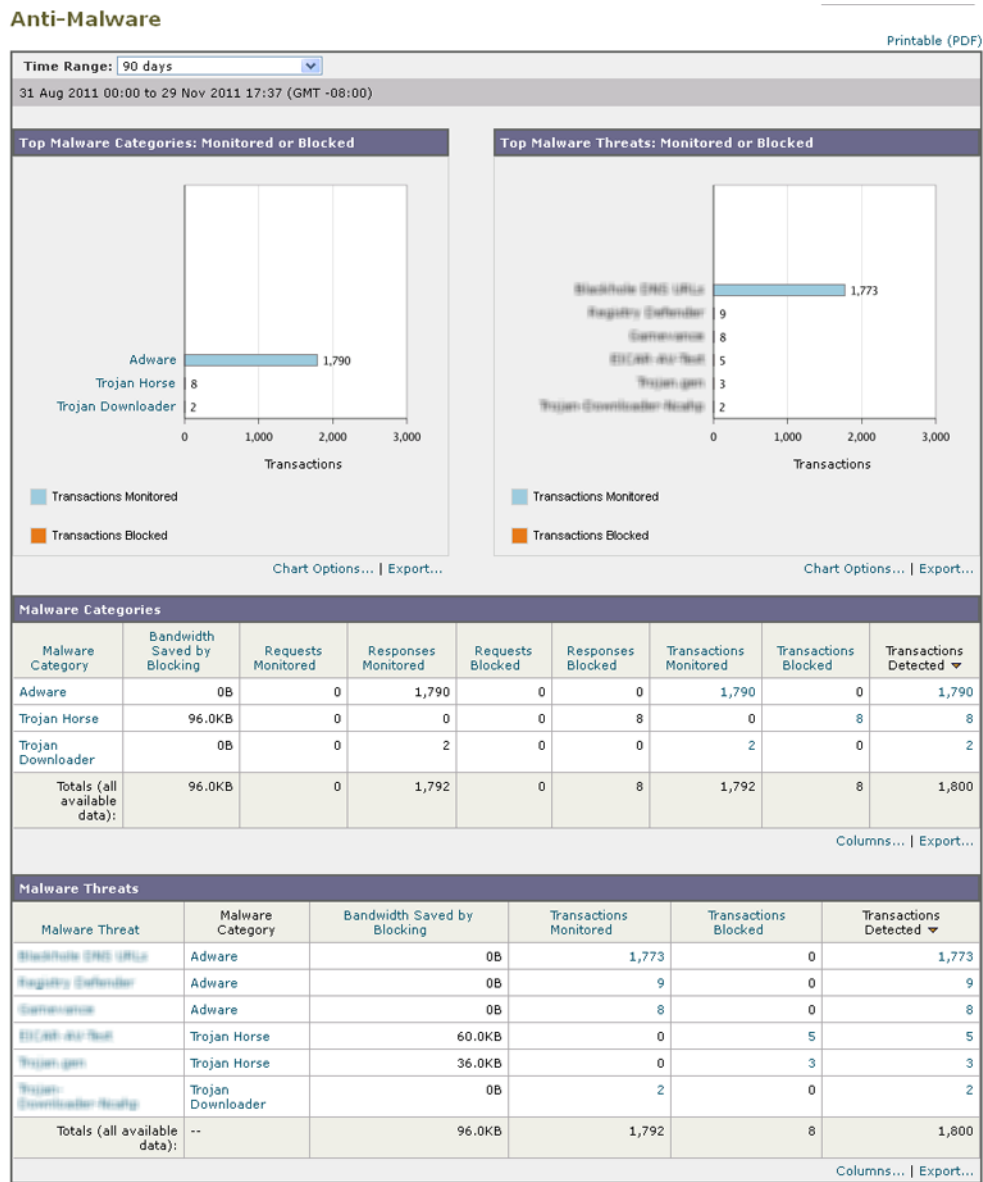 Anti-Malware
Printable (PDF)
Time Range: 90 days
31 Aug 2011 00:00 to 29 Nov 2011 17:37 (GMT -08:00)
Top Malware Categories: Monitored or Blocked
Adware 1,790
Trojan Horse 8
Trojan Downloader 2
0 1,000 2,000 3,000
Transactions
Transactions Monitored
Transactions Blocked
Chart Options... | Export...
Top Malware Threats: Monitored or Blocked
1,773
9
8
5
3
2
0 1,000 2,000 3,000
Transactions
Transactions Monitored
Transactions Blocked
Chart Options... | Export...
Malware Categories
Malware Category Bandwidth Saved by Blocking Requests Monitored Responses Monitored Requests Blocked Responses Blocked Transactions Monitored Transactions Blocked Transactions Detected
Adware 0B 0 1,790 0 0 1,790 0 1,790
Trojan Horse 96.0KB 0 0 0 8 0 8 8
Trojan Downloader 0B 0 2 0 0 2 0 2
Totals (all available data): 96.0KB 0 1,792 0 8 1,792 8 1,800
Columns... | Export...
Malware Threats
Malware Threat Malware Category Bandwidth Saved by Blocking Transactions Monitored Transactions Blocked Transactions Detected
Adware 0B 1,773 0 1,773
Adware 0B 9 0 9
Adware 0B 8 0 8
Trojan Horse 60.0KB 0 5 5
Trojan Horse 36.0KB 0 3 3
Trojan Downloader 0B 2 0 2
Totals (all available data): -- 96.0KB 1,792 8 1,800
Columns... | Export...